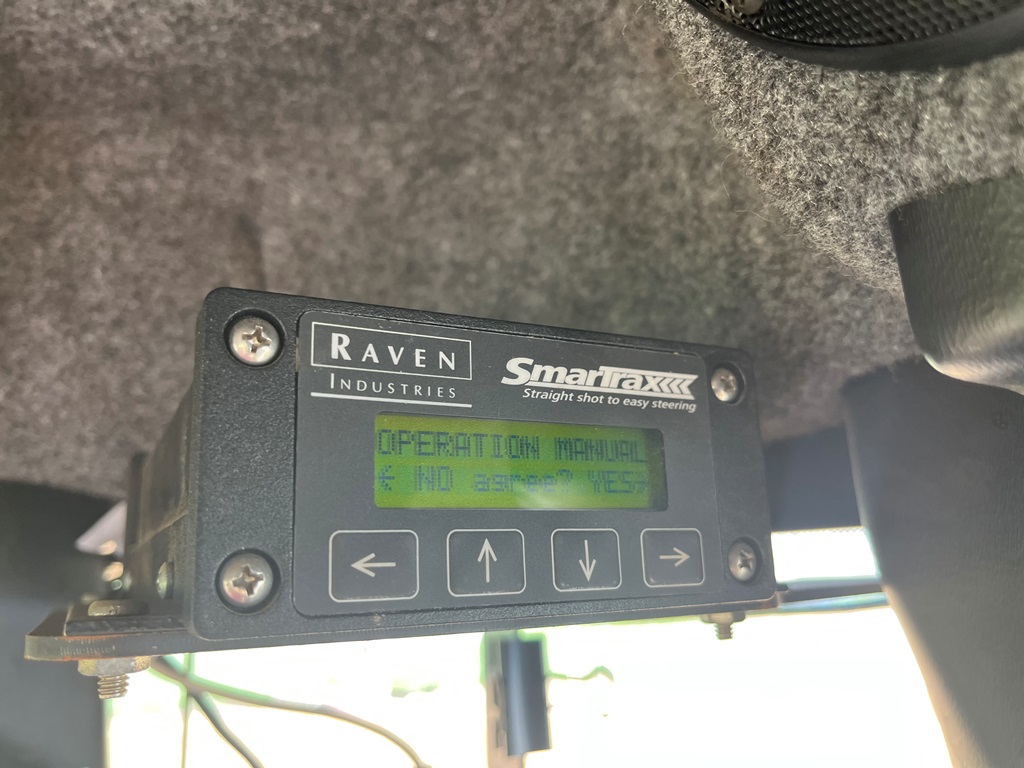 RAVEN
INDUSTRIES
SmarTrax
Straight shot to easy steering
OPERATION MANUAL
← NO agree? YES→
← ↑ ↓ →